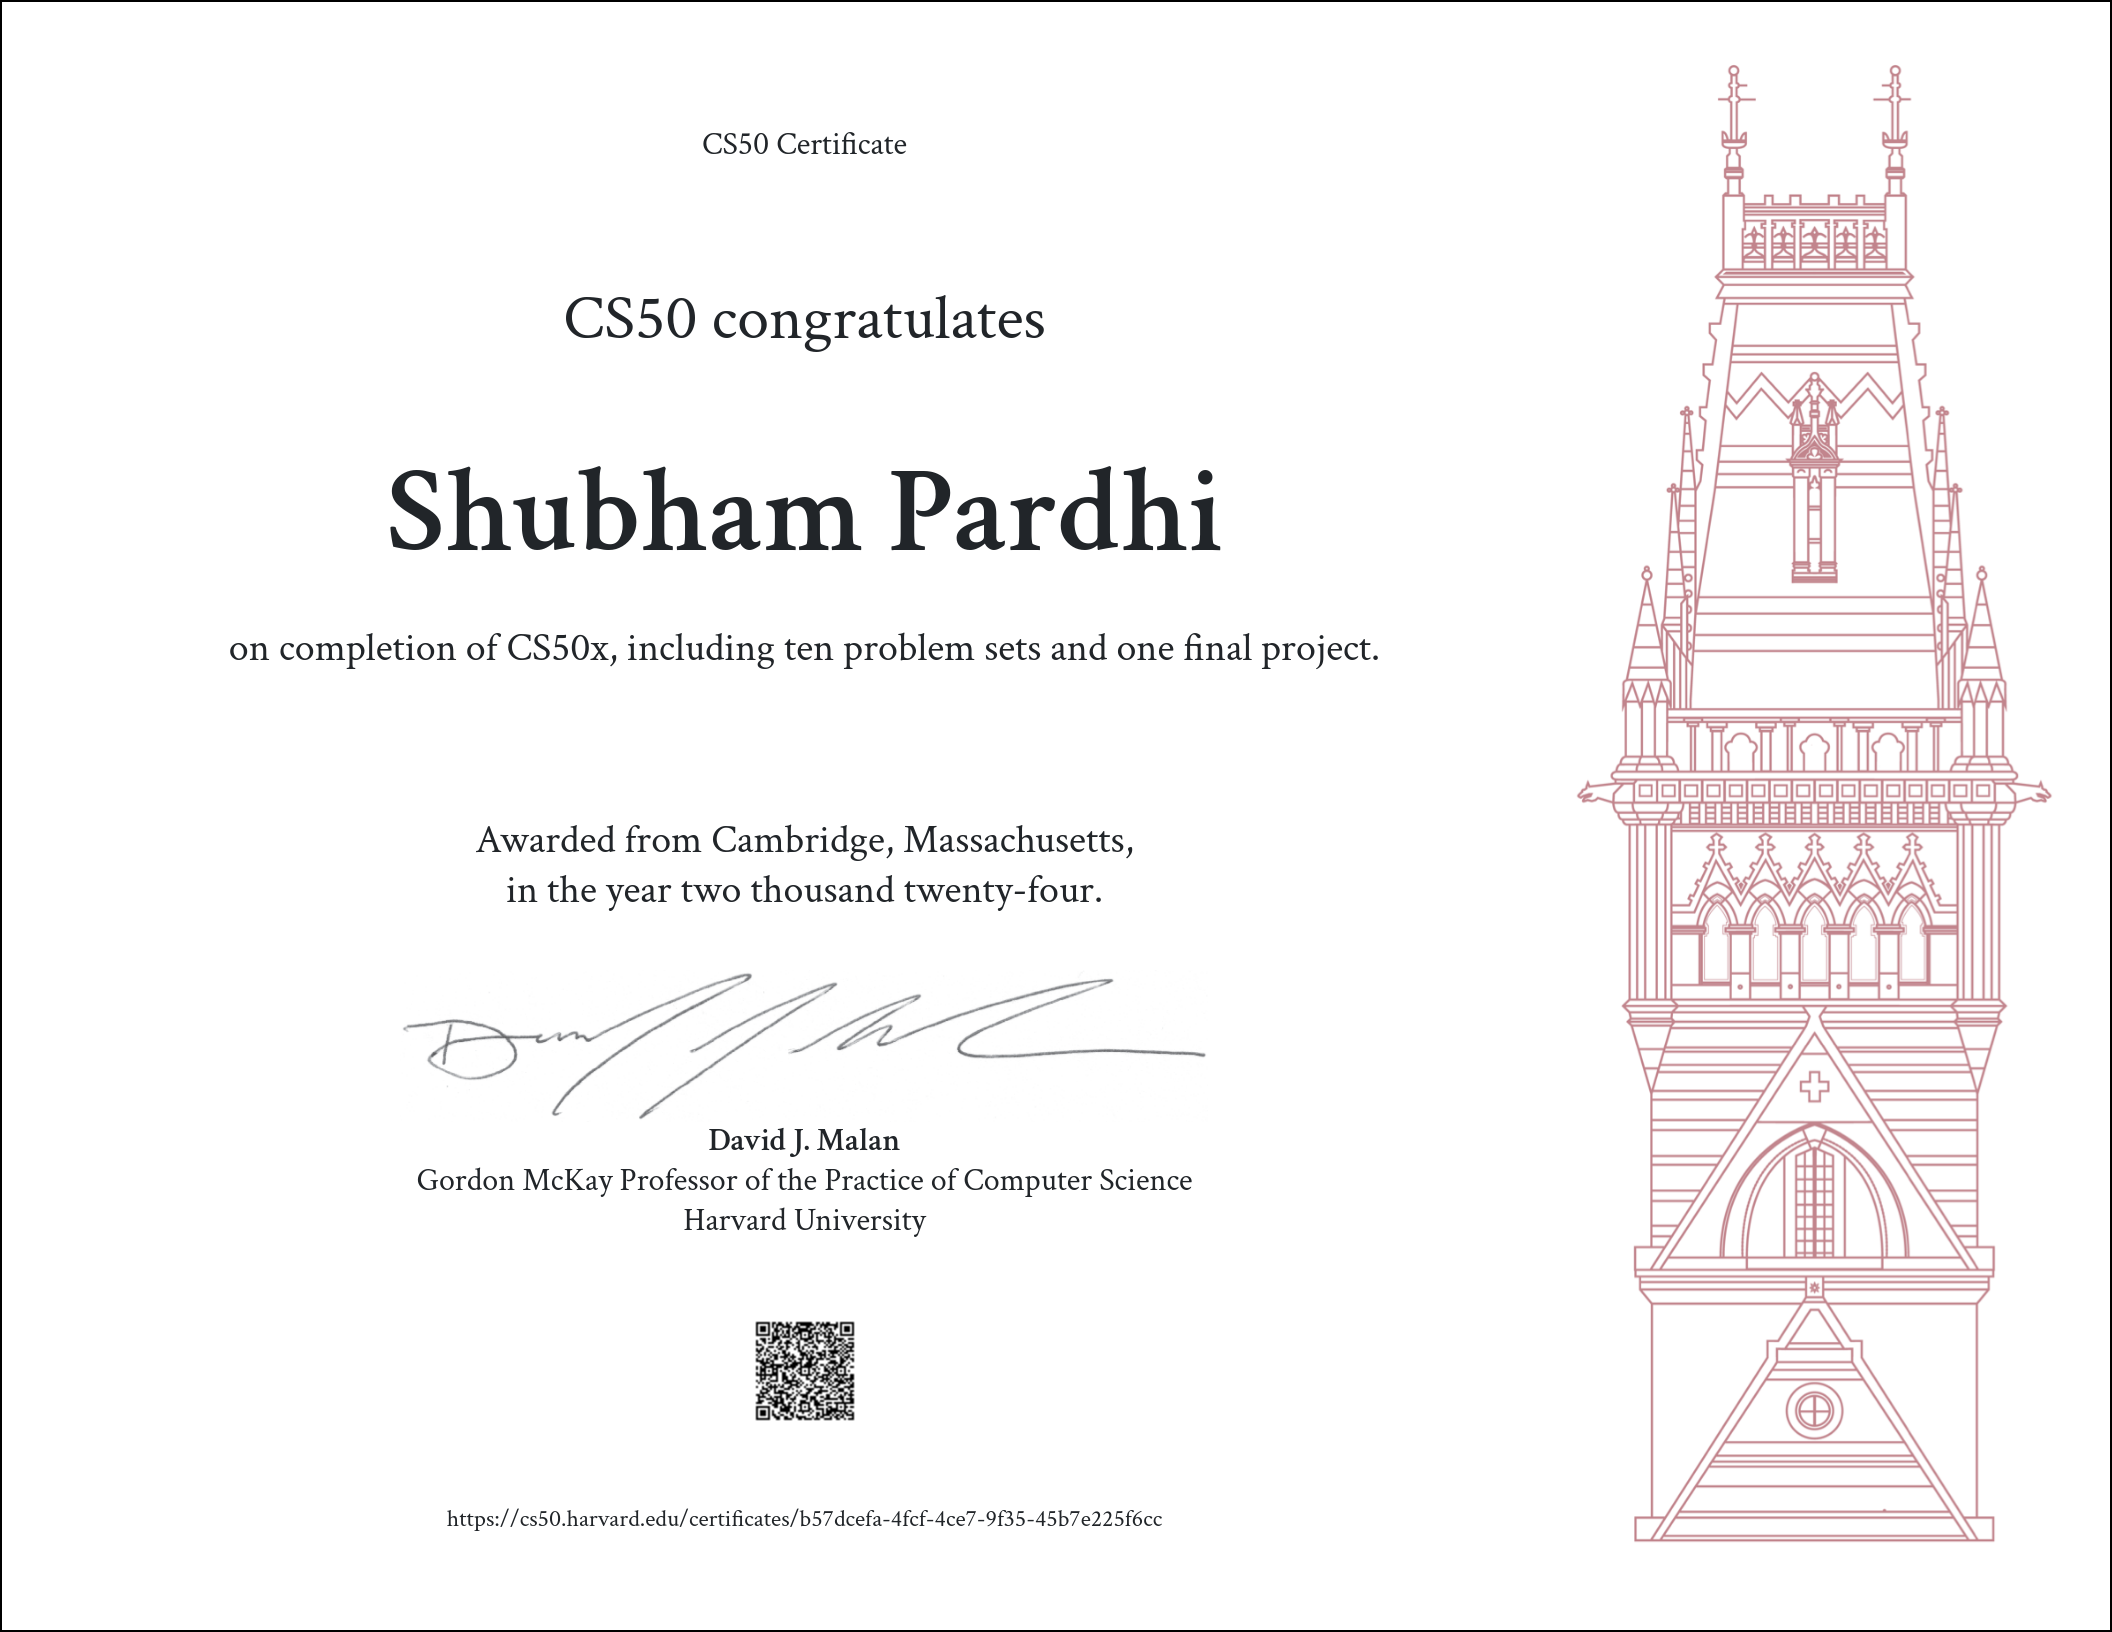 CS50 Certificate
CS50 congratulates
Shubham Pardhi
on completion of CS50x, including ten problem sets and one final project.
Awarded from Cambridge, Massachusetts,
in the year two thousand twenty-four.
David J. Malan
Gordon McKay Professor of the Practice of Computer Science
Harvard University
https://cs50.harvard.edu/certificates/b57dcefa-4fcf-4ce7-9f35-45b7e225f6cc